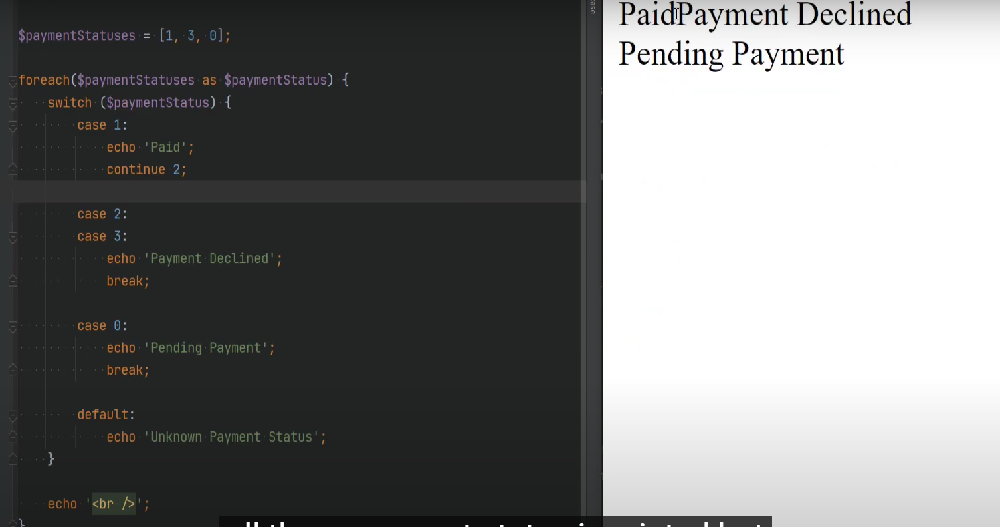 $paymentStatuses = [1, 3, 0];
foreach($paymentStatuses as $paymentStatus) {
switch ($paymentStatus) {
case 1:
echo 'Paid';
continue 2;
case 2:
case 3:
echo 'Payment Declined';
break;
case 0:
echo 'Pending Payment';
break;
default:
echo 'Unknown Payment Status';
}
echo '<br />';
}
PaidPayment Declined
Pending Payment